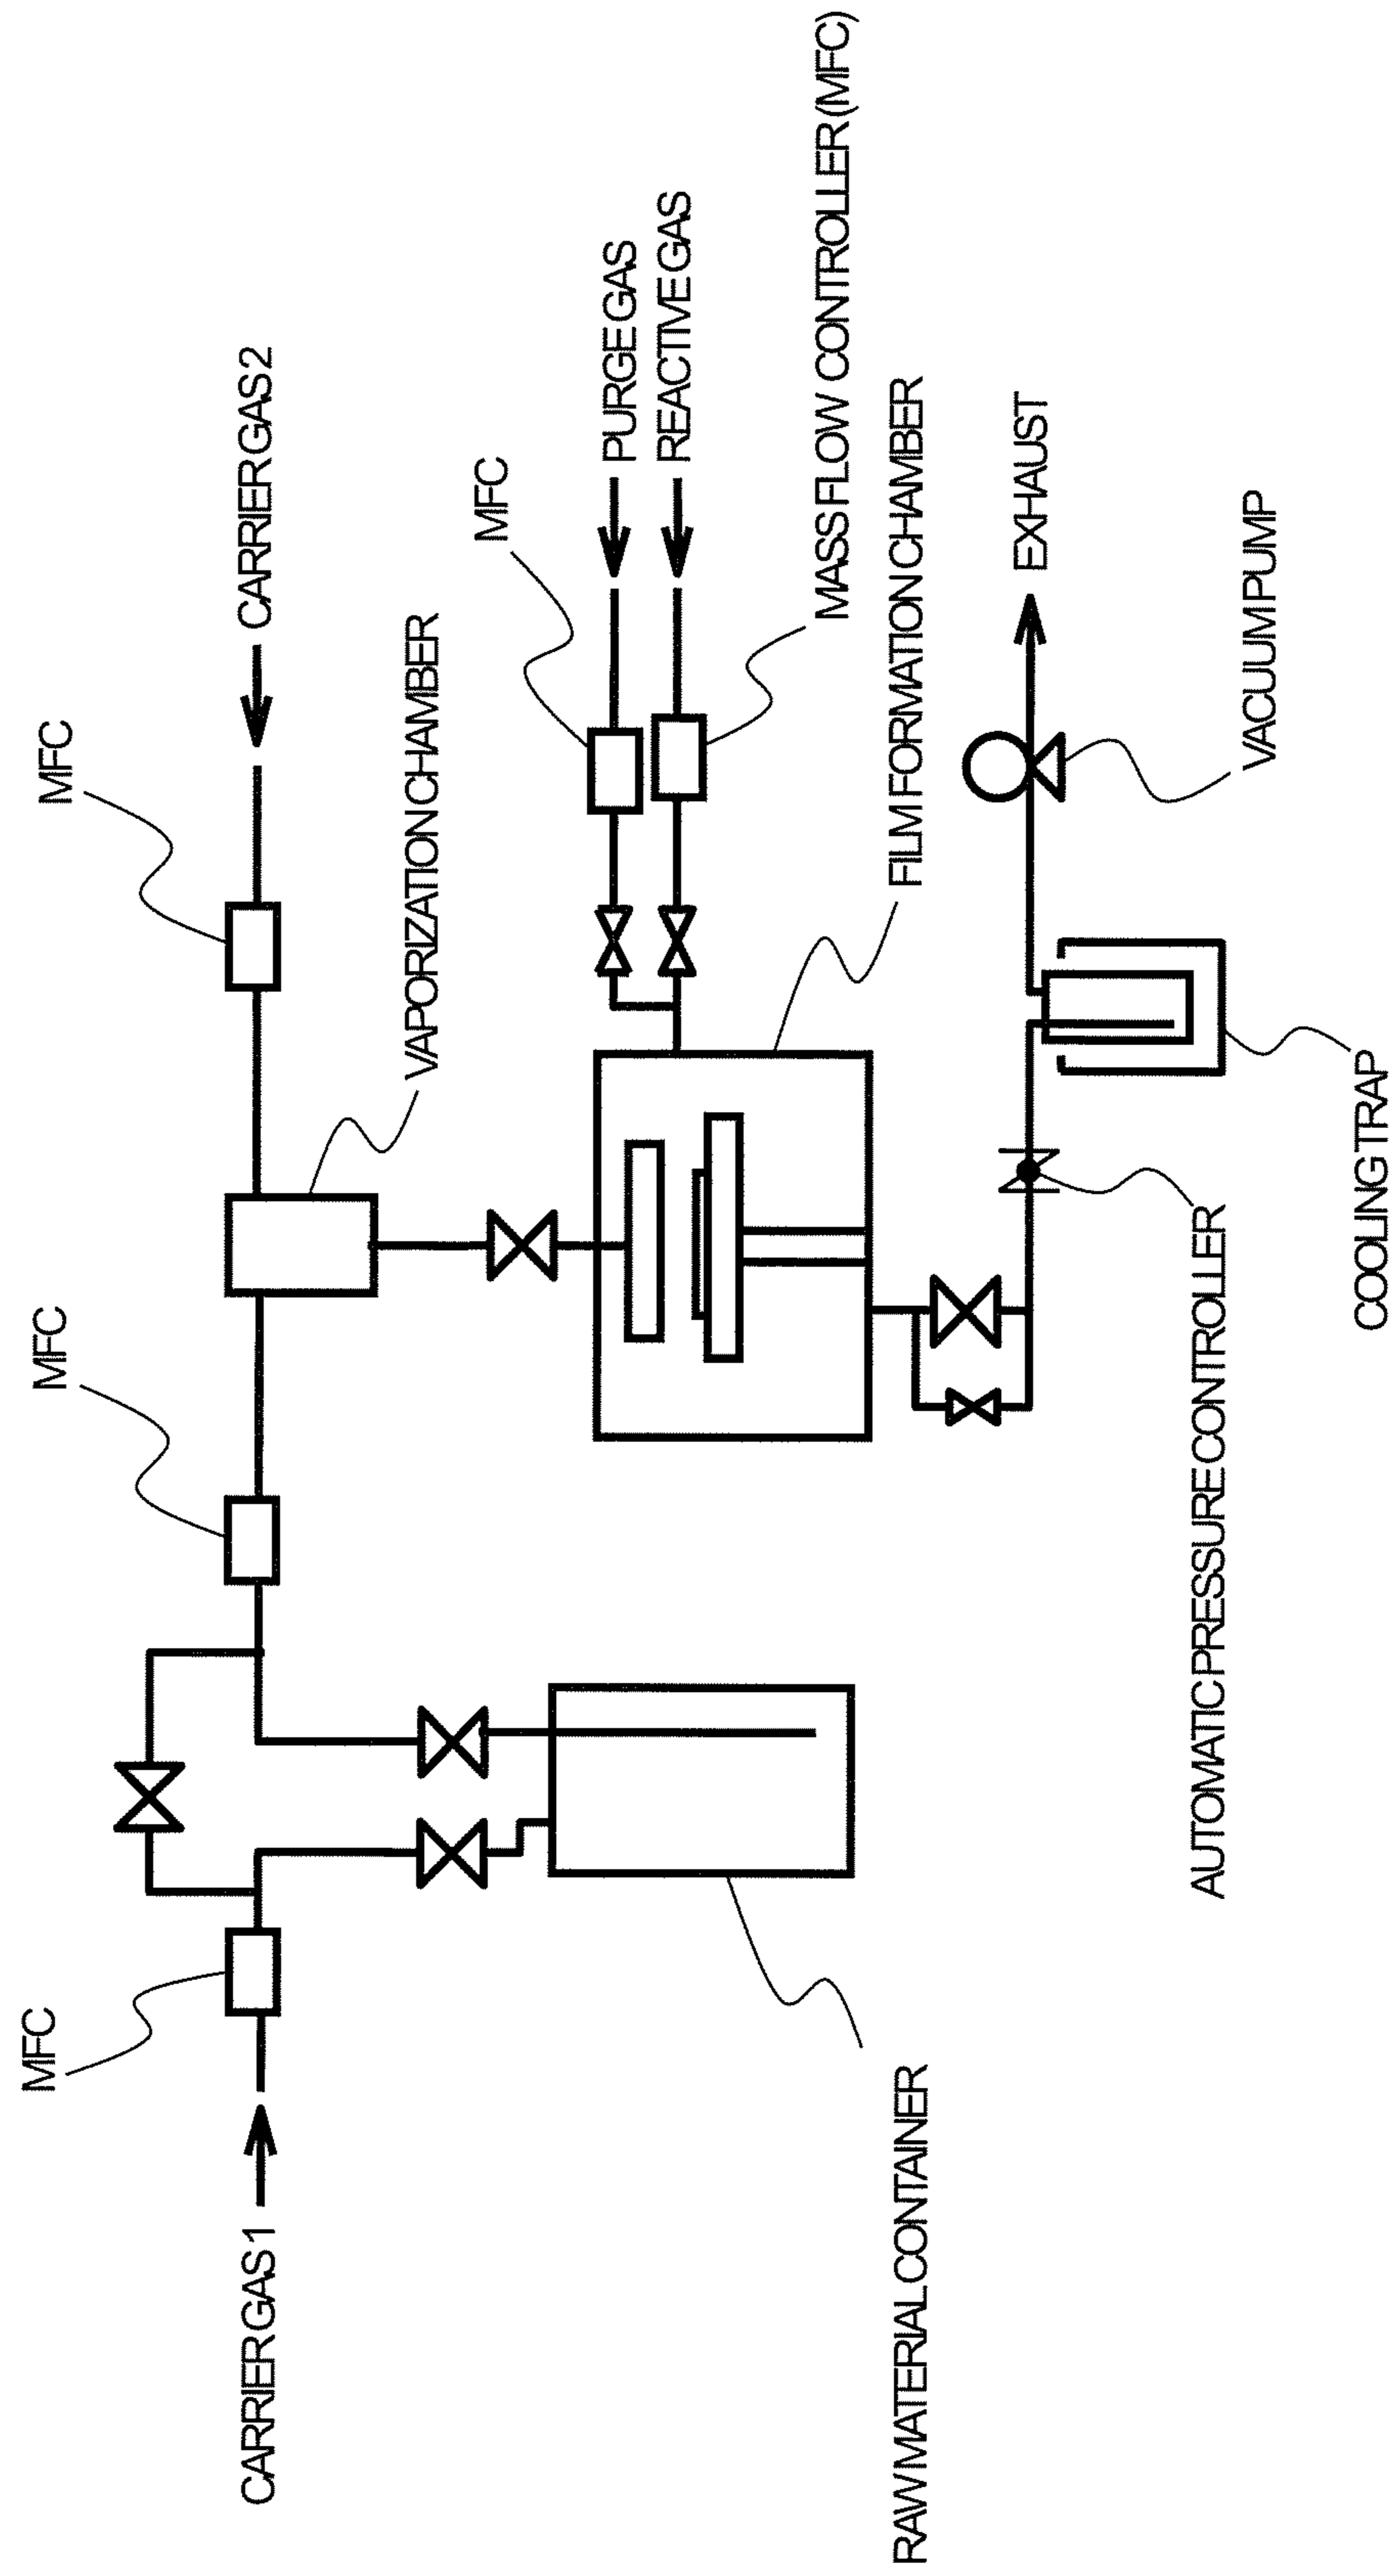 MFC
MFC
MFC
CARRIER GAS 1
CARRIER GAS 2
VAPORIZATION CHAMBER
MFC
PURGE GAS
REACTIVE GAS
MASS FLOW CONTROLLER (MFC)
FILM FORMATION CHAMBER
RAW MATERIAL CONTAINER
EXHAUST
AUTOMATIC PRESSURE CONTROLLER
VACUUM PUMP
COOLING TRAP